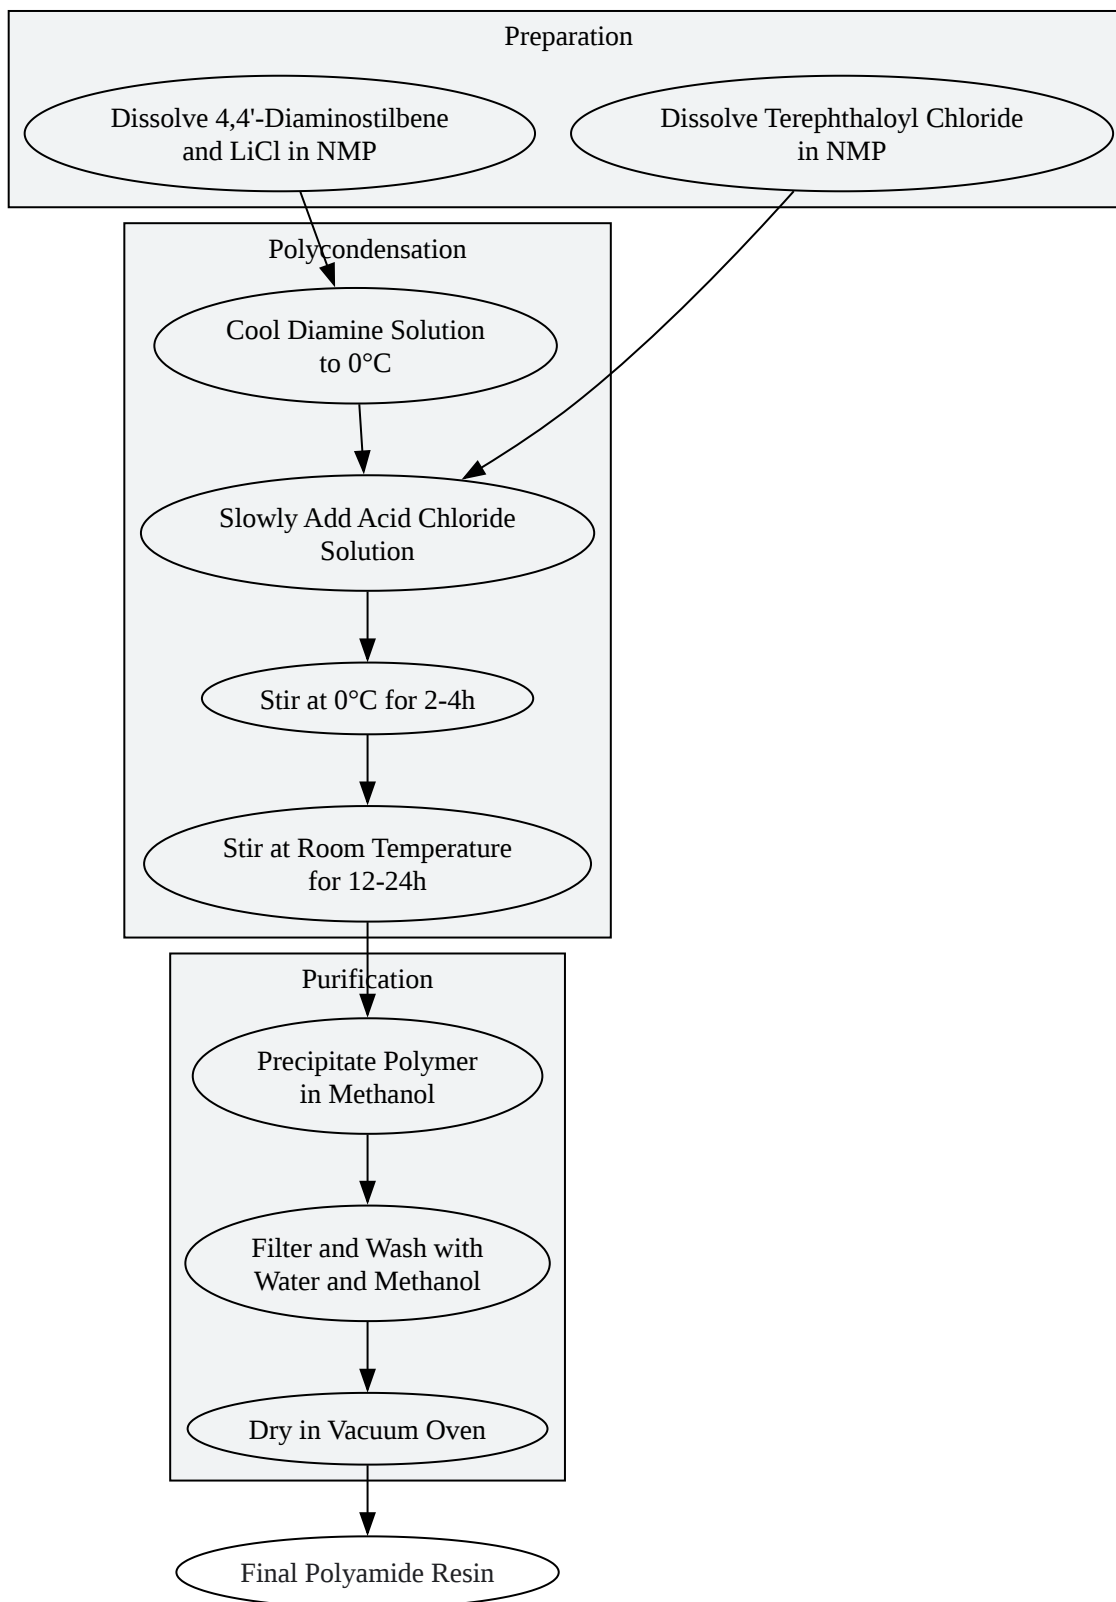 Preparation
Dissolve 4,4'-Diaminostilbene
and LiCl in NMP
Dissolve Terephthaloyl Chloride
in NMP
Polycondensation
Cool Diamine Solution
to 0°C
Slowly Add Acid Chloride
Solution
Stir at 0°C for 2-4h
Stir at Room Temperature
for 12-24h
Purification
Precipitate Polymer
in Methanol
Filter and Wash with
Water and Methanol
Dry in Vacuum Oven
Final Polyamide Resin